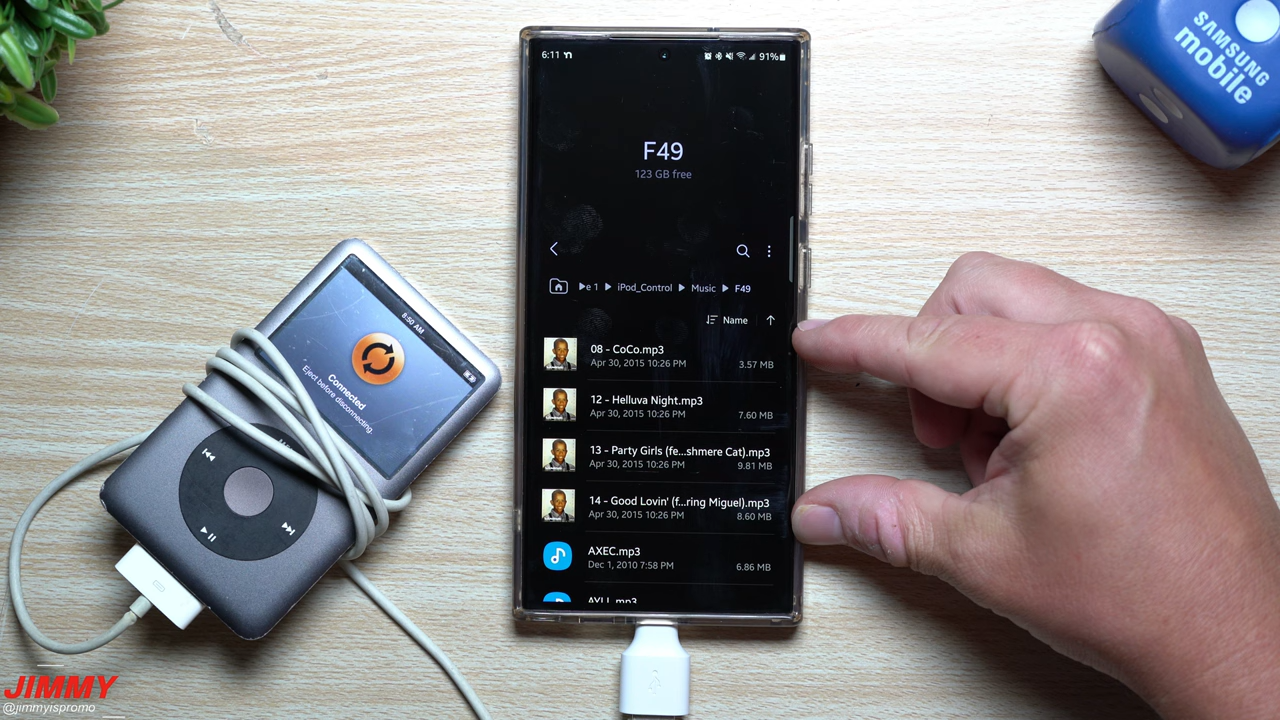 SAMSUNG
mobile
6:11
91%
F49
123 GB free
e 1 ▶ iPod_Control ▶ Music ▶ F49
Name
08 - CoCo.mp3
Apr 30, 2015 10:26 PM 3.57 MB
12 - Helluva Night.mp3
Apr 30, 2015 10:26 PM 7.60 MB
13 - Party Girls (fe...shmere Cat).mp3
Apr 30, 2015 10:26 PM 9.81 MB
14 - Good Lovin' (f...ring Miguel).mp3
Apr 30, 2015 10:26 PM 8.60 MB
AXEC.mp3
Dec 1, 2010 7:58 PM 6.86 MB
8:50 AM
Connected
Eject before disconnecting.
JIMMY
@jimmyispromo